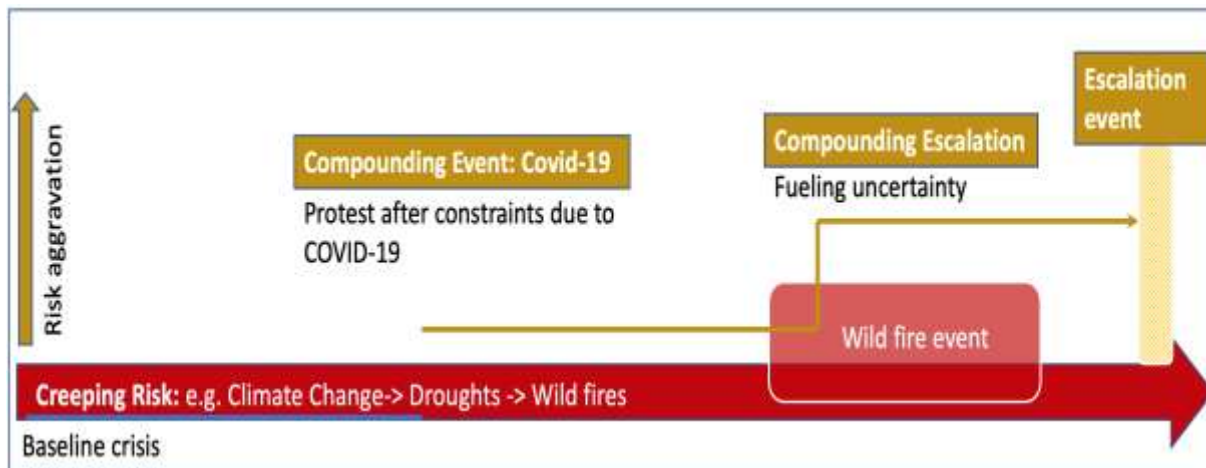 Escalation
event
Compounding Escalation
Fueling uncertainty
Compounding Event: Covid-19
Protest after constraints due to
COVID-19
Risk aggravation
Wild fire event
Creeping Risk: e.g. Climate Change-> Droughts -> Wild fires
Baseline crisis